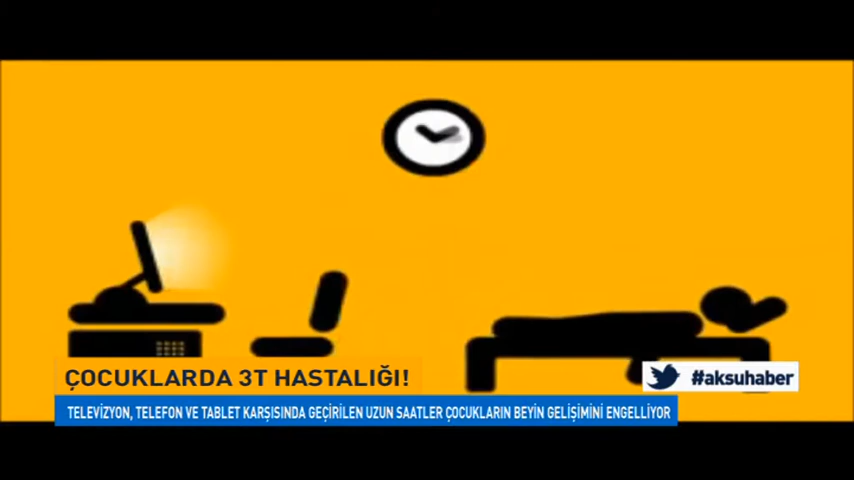 ÇOCUKLARDA 3T HASTALIĞI!
#aksuhaber
TELEVİZYON, TELEFON VE TABLET KARŞISINDA GEÇİRİLEN UZUN SAATLER ÇOCUKLARIN BEYİN GELİŞİMİNİ ENGELLİYOR